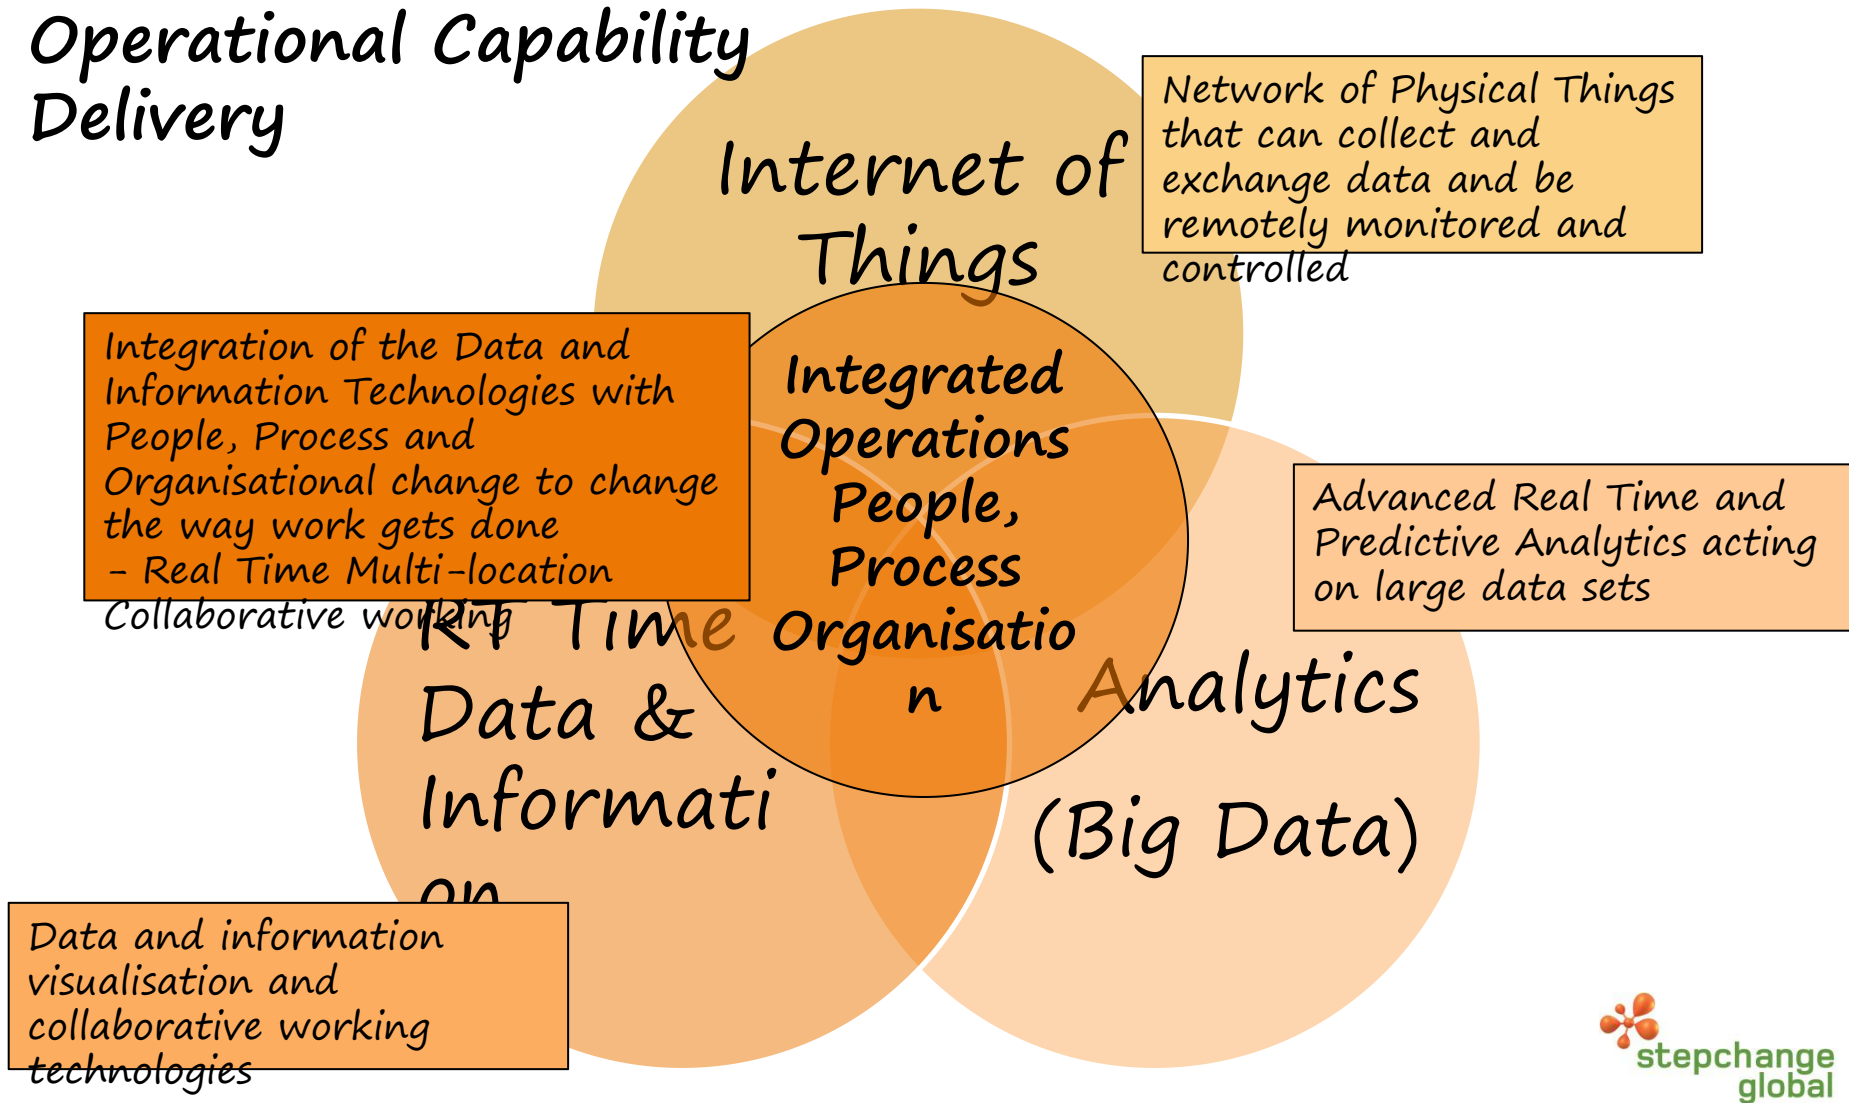 Operational Capability
Delivery
Internet of
Things
Network of Physical Things
that can collect and
exchange data and be
remotely monitored and
controlled
Integration of the Data and
Information Technologies with
People, Process and
Organisational change to change
the way work gets done
- Real Time Multi-location
Collaborative working
Integrated
Operations
People,
Process
Organisatio
n
Advanced Real Time and
Predictive Analytics acting
on large data sets
RT Time
Data &
Informati
on
Analytics
(Big Data)
Data and information
visualisation and
collaborative working
technologies
stepchange
global